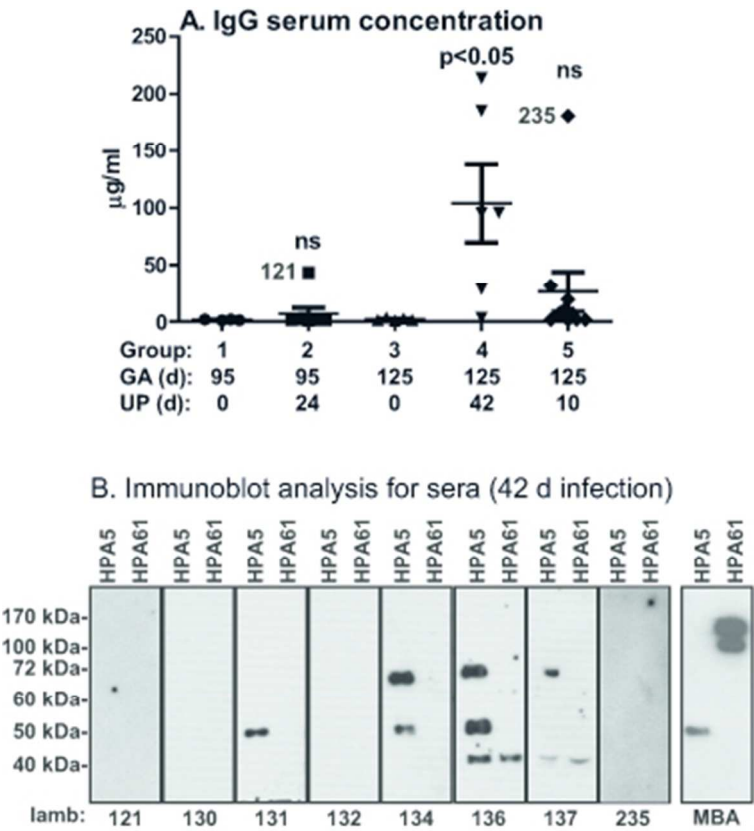 A. IgG serum concentration
250
200
150
100
50
0
µg/ml
p<0.05
ns
235
ns
121
Group: 1 2 3 4 5
GA (d): 95 95 125 125 125
UP (d): 0 24 0 42 10
B. Immunoblot analysis for sera (42 d infection)
HPA5 HPA61 HPA5 HPA61 HPA5 HPA61 HPA5 HPA61 HPA5 HPA61 HPA5 HPA61 HPA5 HPA61 HPA5 HPA61 HPA5 HPA61
170 kDa-
100 kDa-
72 kDa-
60 kDa-
50 kDa-
40 kDa-
lamb: 121 130 131 132 134 136 137 235 MBA